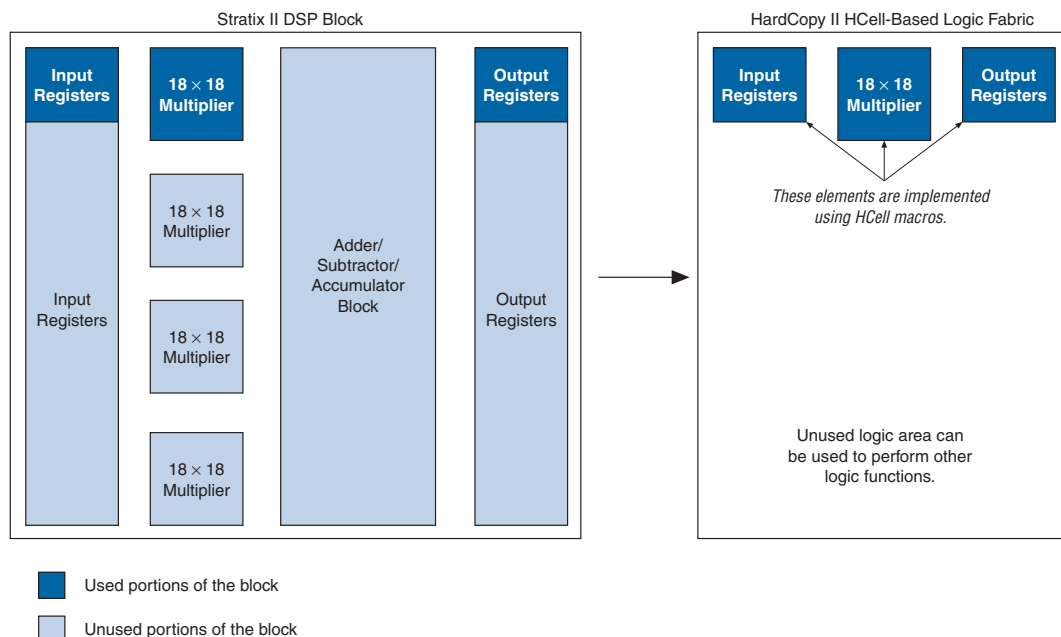 Stratix II DSP Block
HardCopy II HCell-Based Logic Fabric
Input
Registers
18 × 18
Multiplier
Output
Registers
18 × 18
Multiplier
18 × 18
Multiplier
18 × 18
Multiplier
Input
Registers
Adder/
Subtractor/
Accumulator
Block
Output
Registers
Input
Registers
18 × 18
Multiplier
Output
Registers
These elements are implemented
using HCell macros.
Unused logic area can
be used to perform other
logic functions.
Used portions of the block
Unused portions of the block